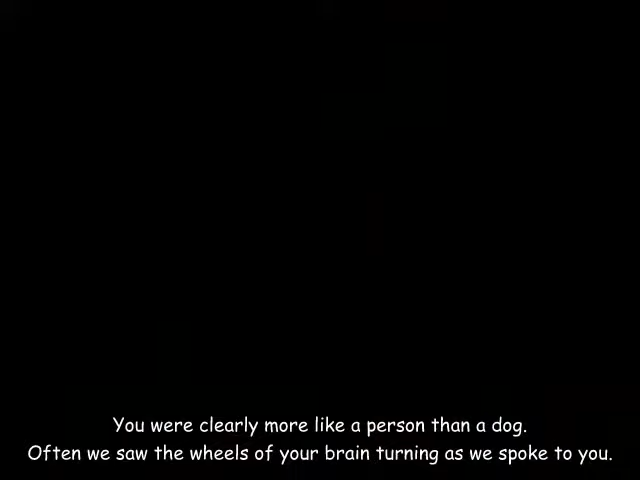 You were clearly more like a person than a dog.
Often we saw the wheels of your brain turning as we spoke to you.